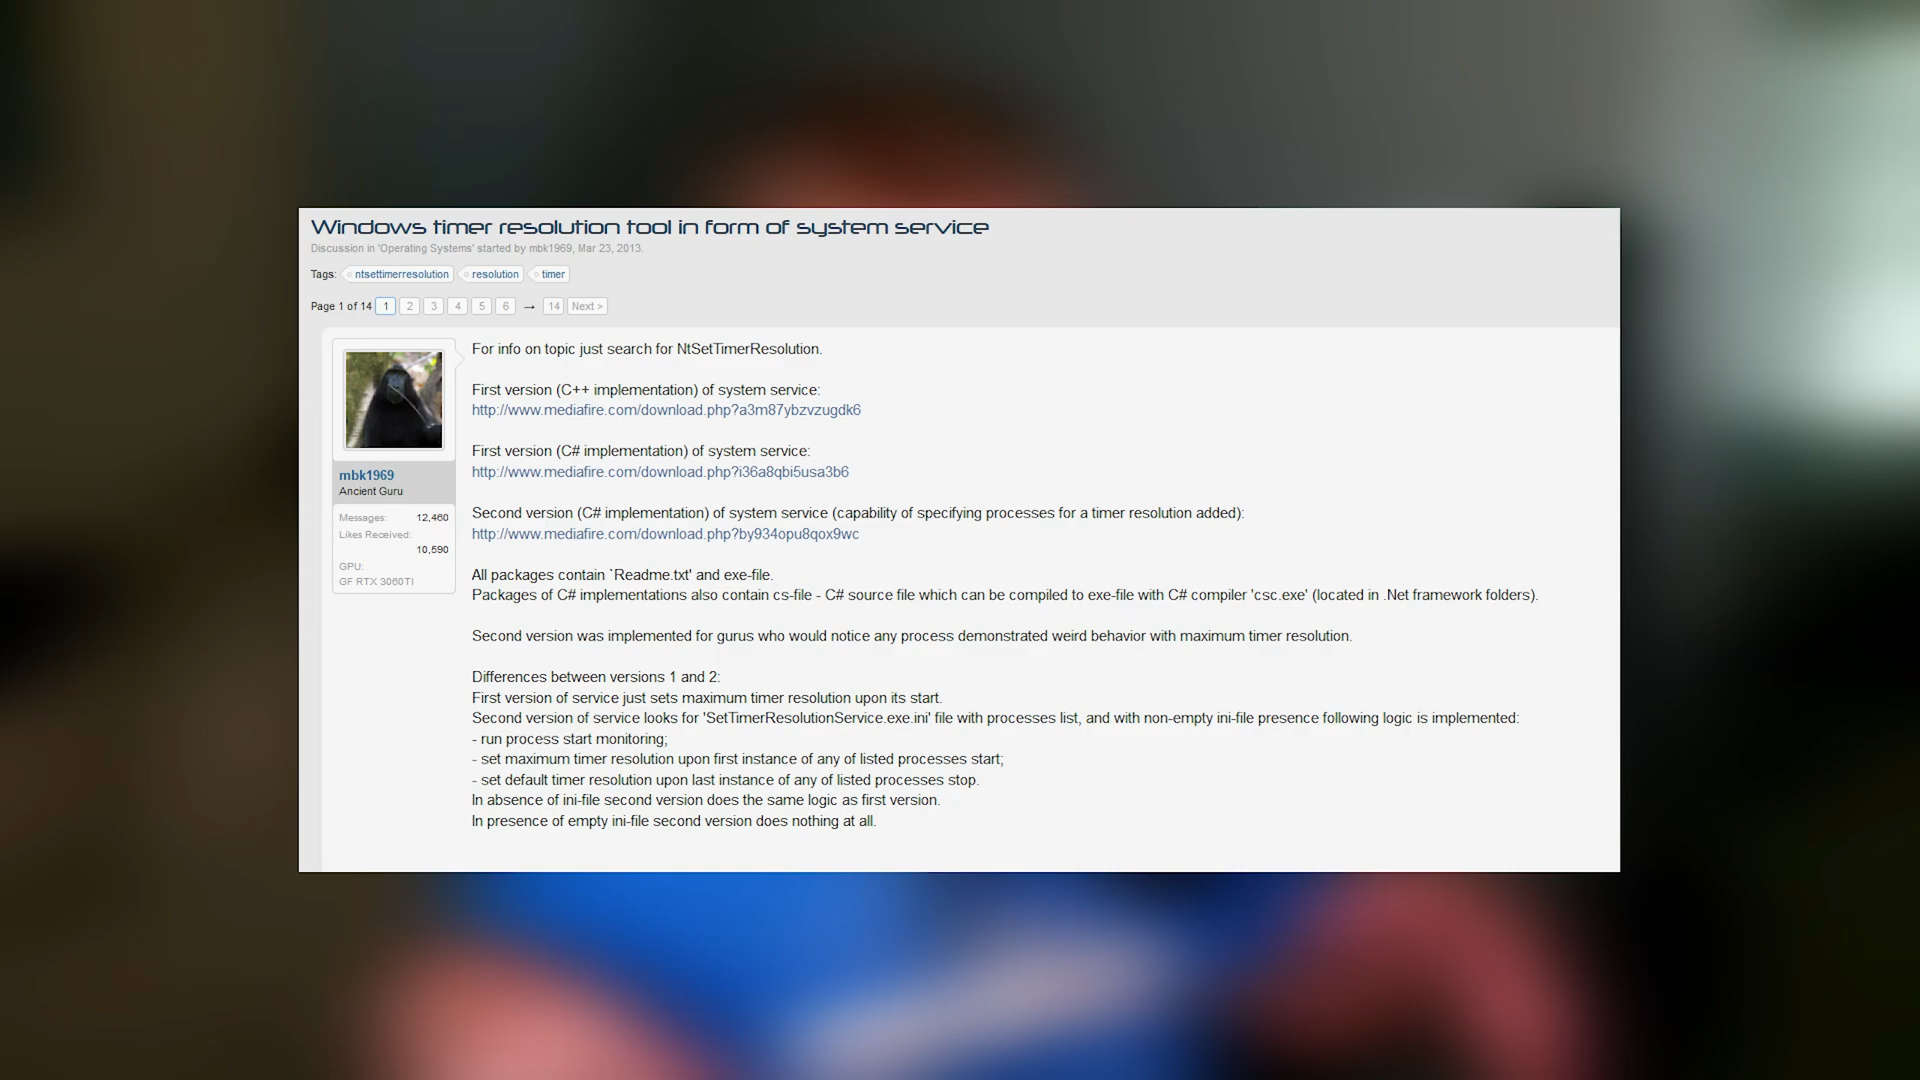 Windows timer resolution tool in form of system service
Discussion in 'Operating Systems' started by mbk1969, Mar 23, 2013.
Tags: ntsettimerresolution resolution timer
Page 1 of 14 1 2 3 4 5 6 → 14 Next >
mbk1969
Ancient Guru
Messages: 12,460
Likes Received:
10,590
GPU:
GF RTX 3060TI
For info on topic just search for NtSetTimerResolution.
First version (C++ implementation) of system service:
http://www.mediafire.com/download.php?a3m87ybzvzugdk6
First version (C# implementation) of system service:
http://www.mediafire.com/download.php?i36a8qbi5usa3b6
Second version (C# implementation) of system service (capability of specifying processes for a timer resolution added):
http://www.mediafire.com/download.php?by934opu8qox9wc
All packages contain `Readme.txt' and exe-file.
Packages of C# implementations also contain cs-file - C# source file which can be compiled to exe-file with C# compiler 'csc.exe' (located in .Net framework folders).
Second version was implemented for gurus who would notice any process demonstrated weird behavior with maximum timer resolution.
Differences between versions 1 and 2:
First version of service just sets maximum timer resolution upon its start.
Second version of service looks for 'SetTimerResolutionService.exe.ini' file with processes list, and with non-empty ini-file presence following logic is implemented:
- run process start monitoring;
- set maximum timer resolution upon first instance of any of listed processes start;
- set default timer resolution upon last instance of any of listed processes stop.
In absence of ini-file second version does the same logic as first version.
In presence of empty ini-file second version does nothing at all.